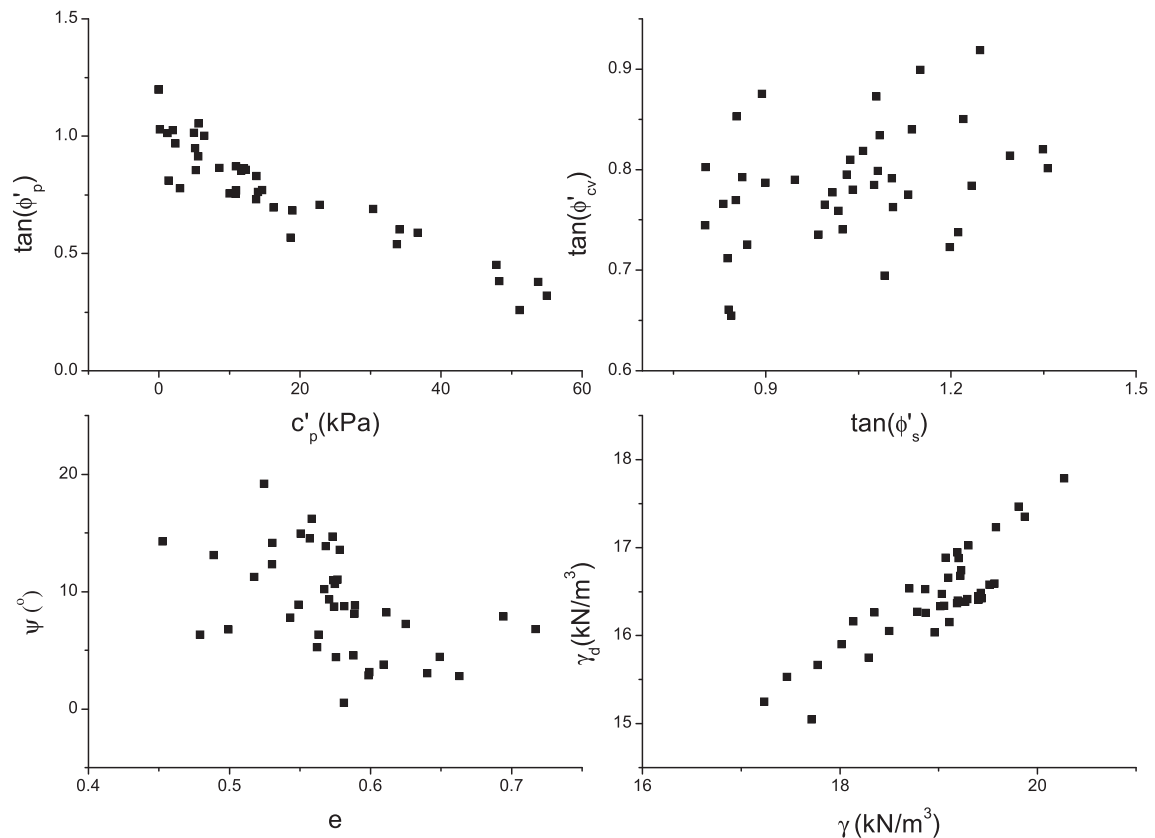 1.5
1.0
0.5
0.0
tan(ϕ'p)
0 20 40 60
c'p(kPa)
0.9
0.8
0.7
0.6
tan(ϕ'cv)
0.9 1.2 1.5
tan(ϕ's)
20
10
0
ψ (°)
0.4 0.5 0.6 0.7
e
18
17
16
15
γd(kN/m³)
16 18 20
γ (kN/m³)